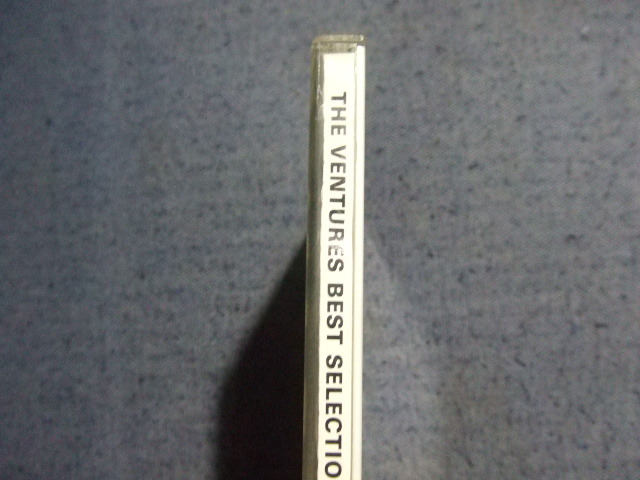 THE VENTURES BEST SELECTIO